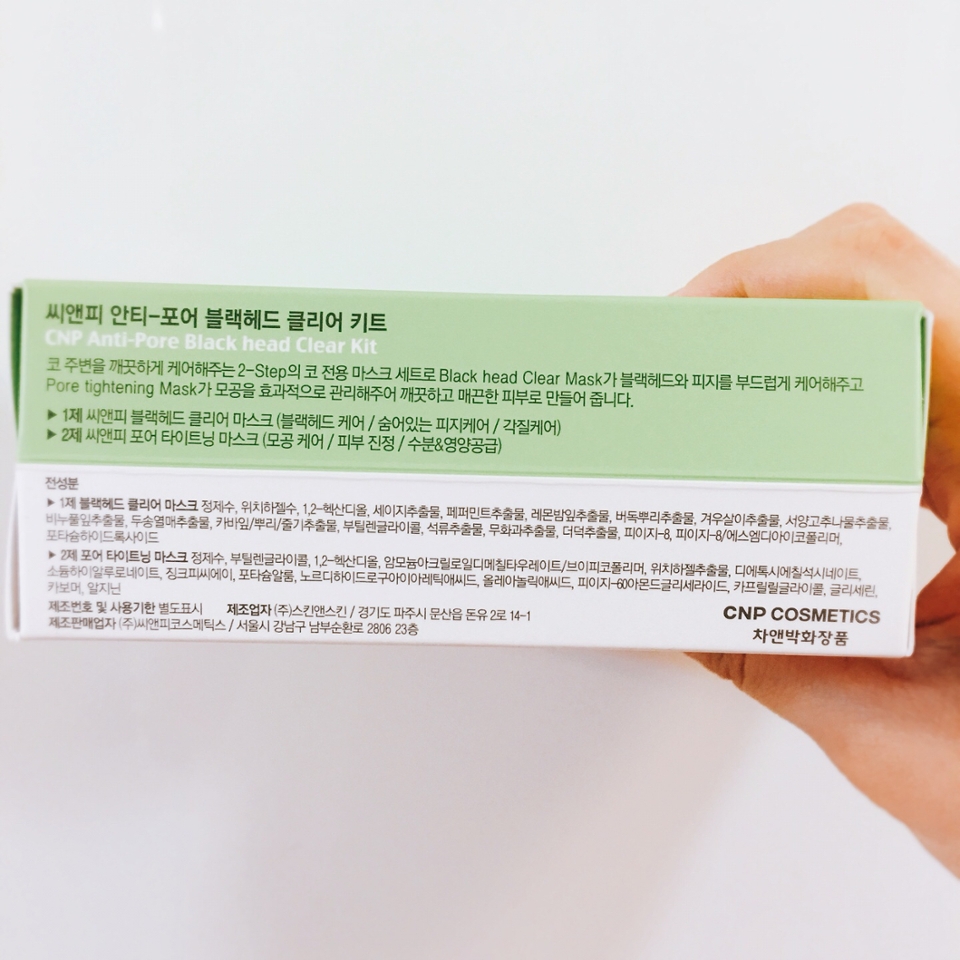 씨앤피 안티-포어 블랙헤드 클리어 키트
CNP Anti-Pore Black head Clear Kit
코 주변을 깨끗하게 케어해주는 2-Step의 코 전용 마스크 세트로 Black head Clear Mask가 블랙헤드와 피지를 부드럽게 케어해주고
Pore tightening Mask가 모공을 효과적으로 관리해주어 깨끗하고 매끈한 피부로 만들어 줍니다.
▶ 1제 씨앤피 블랙헤드 클리어 마스크 (블랙헤드 케어 / 숨어있는 피지케어 / 각질케어)
▶ 2제 씨앤피 포어 타이트닝 마스크 (모공 케어 / 피부 진정 / 수분&영양공급)
전성분
▶ 1제 블랙헤드 클리어 마스크 정제수, 위치하젤수, 1,2-헥산디올, 세이지추출물, 페퍼민트추출물, 레몬밤잎추출물, 버독뿌리추출물, 겨우살이추출물, 서양고추나물추출물,
비누풀잎추출물, 두송열매추출물, 카바잎/뿌리/줄기추출물, 부틸렌글라이콜, 석류추출물, 무화과추출물, 더덕추출물, 피이지-8, 피이지-8/에스엠디아이코폴리머,
포타슘하이드록사이드
▶ 2제 포어 타이트닝 마스크 정제수, 부틸렌글라이콜, 1,2-헥산디올, 암모늄아크릴로일디메칠타우레이트/브이피코폴리머, 위치하젤추출물, 디에톡시에칠석시네이트,
소듐하이알루로네이트, 징크피씨에이, 포타슘알룸, 노르디하이드로구아이아레틱애씨드, 올레아놀릭애씨드, 피이지-60아몬드글리세라이드, 카프릴릴글라이콜, 글리세린,
카보머, 알지닌
제조번호 및 사용기한 별도표시 제조업자 (주)스킨앤스킨 / 경기도 파주시 문산읍 돈유 2로 14-1
제조판매업자 (주)씨앤피코스메틱스 / 서울시 강남구 남부순환로 2806 23층
CNP COSMETICS
차앤박화장품